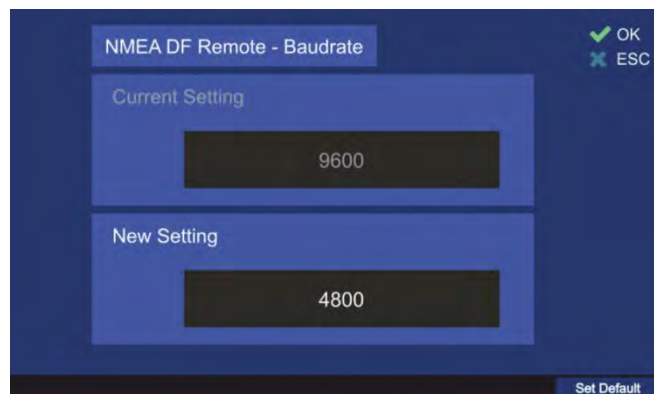 NMEA DF Remote - Baudrate
OK
ESC
Current Setting
9600
New Setting
4800
Set Default